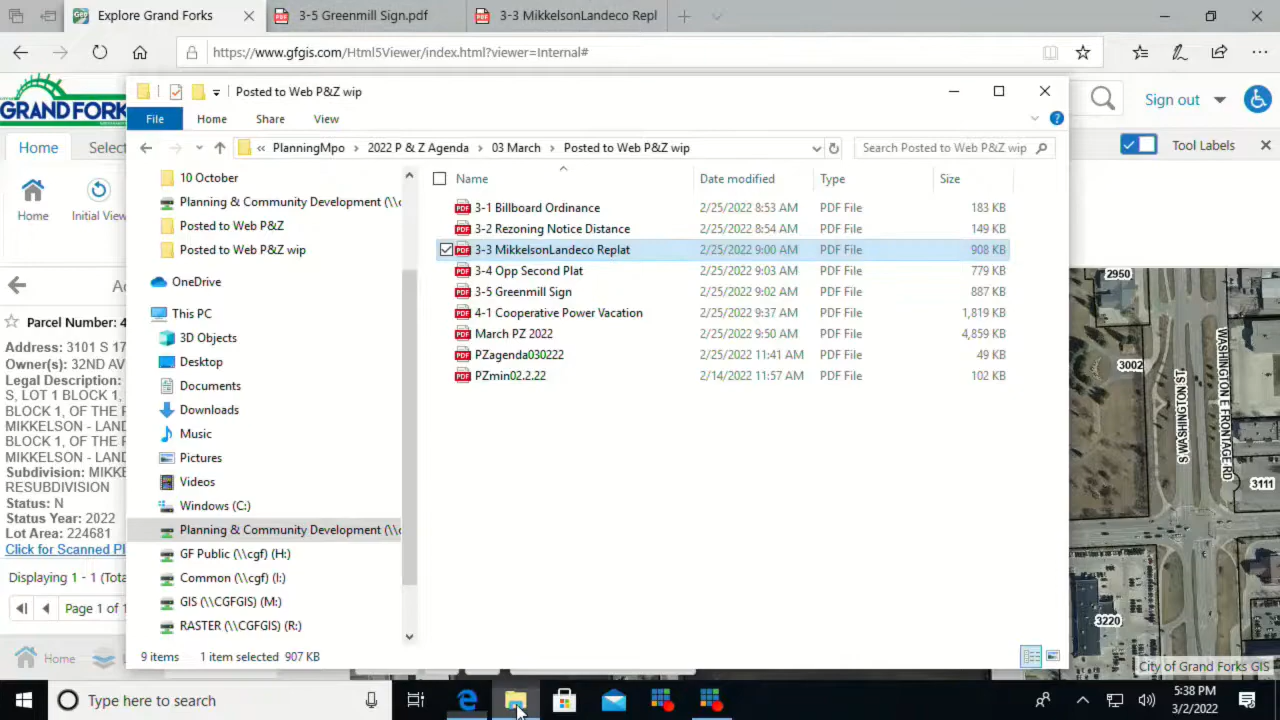 Explore Grand Forks
3-5 Greenmill Sign.pdf
3-3 MikkelsonLandeco Repl
https://www.gfgis.com/Html5Viewer/index.html?viewer=Internal#
GRAND FORK
Sign out
Home
Select
Tool Labels
Home
Initial View
Parcel Number: 4
Address: 3101 S 17
Owner(s): 32ND AV
Legal Description:
S, LOT 1 BLOCK 1,
BLOCK 1, OF THE P
MIKKELSON - LAND
BLOCK 1, OF THE P
MIKKELSON - LAND
Subdivision: MIKKE
RESUBDIVISION
Status: N
Status Year: 2022
Lot Area: 224681
Click for Scanned Pl
Displaying 1 - 1 (Tota
Page 1 of 1
Home
Posted to Web P&Z wip
File
Home
Share
View
« PlanningMpo > 2022 P & Z Agenda > 03 March > Posted to Web P&Z wip
Search Posted to Web P&Z wip
10 October
Planning & Community Development (\\c
Posted to Web P&Z
Posted to Web P&Z wip
OneDrive
This PC
3D Objects
Desktop
Documents
Downloads
Music
Pictures
Videos
Windows (C:)
Planning & Community Development (\\c
GF Public (\\cgf) (H:)
Common (\\cgf) (I:)
GIS (\\CGFGIS) (M:)
RASTER (\\CGFGIS) (R:)
Name Date modified Type Size
3-1 Billboard Ordinance 2/25/2022 8:53 AM PDF File 183 KB
3-2 Rezoning Notice Distance 2/25/2022 8:54 AM PDF File 149 KB
3-3 MikkelsonLandeco Replat 2/25/2022 9:00 AM PDF File 908 KB
3-4 Opp Second Plat 2/25/2022 9:03 AM PDF File 779 KB
3-5 Greenmill Sign 2/25/2022 9:02 AM PDF File 887 KB
4-1 Cooperative Power Vacation 2/25/2022 9:37 AM PDF File 1,819 KB
March PZ 2022 2/25/2022 9:50 AM PDF File 4,859 KB
PZagenda030222 2/25/2022 11:41 AM PDF File 49 KB
PZmin02.2.22 2/14/2022 11:57 AM PDF File 102 KB
9 items 1 item selected 907 KB
2950
3002
S WASHINGTON ST
WASHINGTON E FRONTAGE RD
3111
3220
City of Grand Forks GIS
Type here to search
5:38 PM
3/2/2022